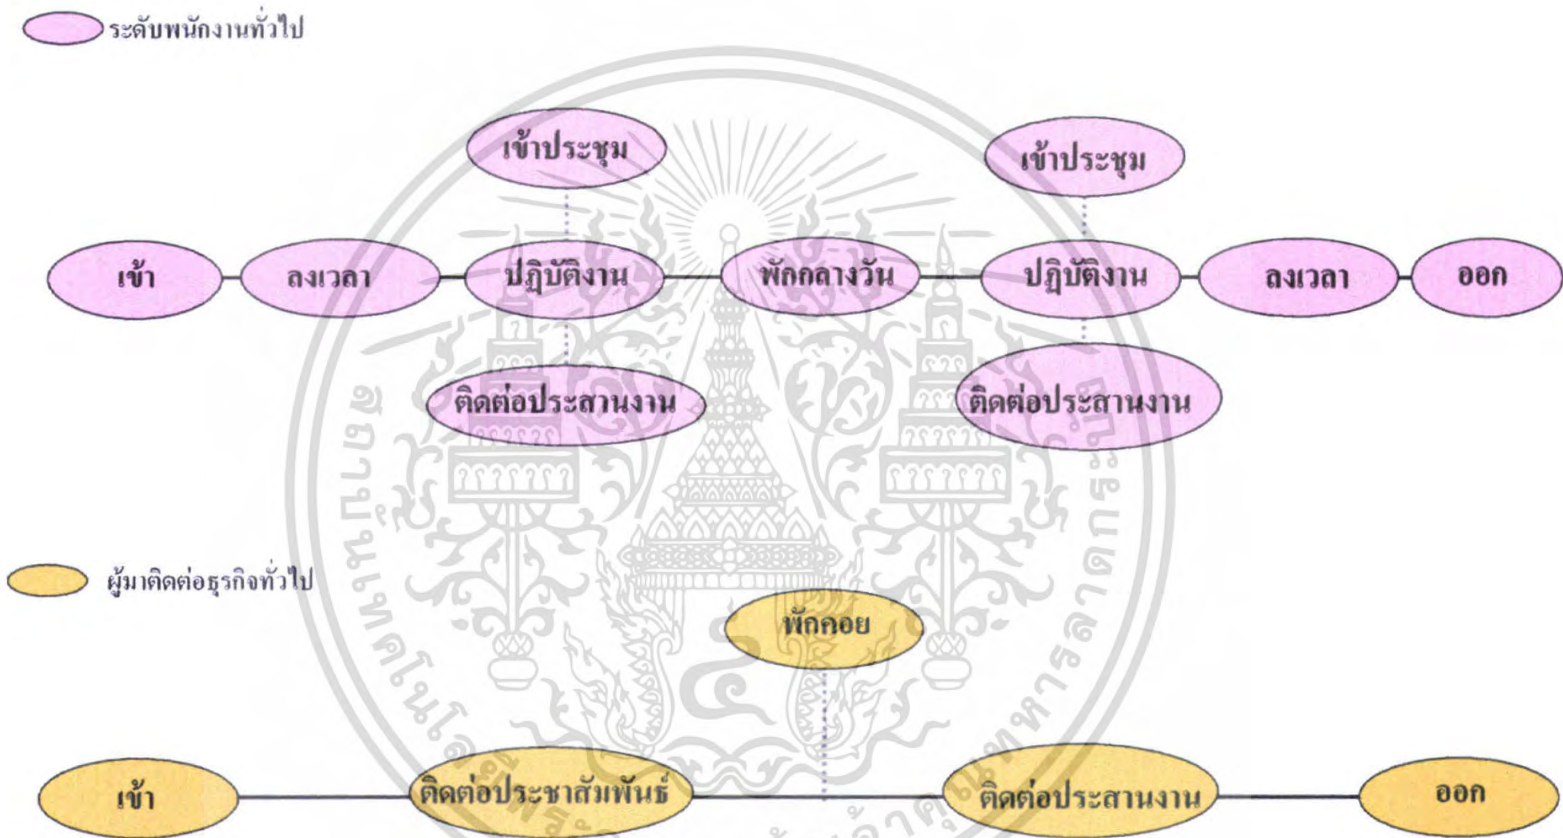 ระดับพนักงานทั่วไป
เข้าประชุม
เข้าประชุม
เข้า
ลงเวลา
ปฏิบัติงาน
พักกลางวัน
ปฏิบัติงาน
ลงเวลา
ออก
ติดต่อประสานงาน
ติดต่อประสานงาน
ผู้มาติดต่อธุรกิจทั่วไป
พักคอย
เข้า
ติดต่อประชาสัมพันธ์
ติดต่อประสานงาน
ออก